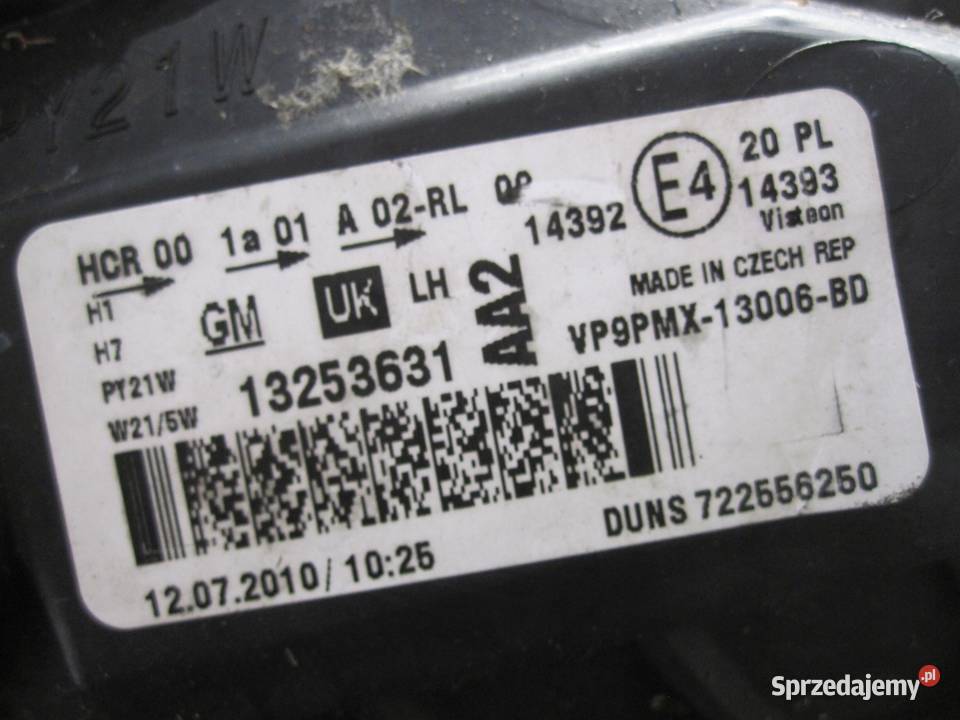 PY21W
HCR 00 1a 01 A 02-RL 00 14392 E4 20 PL
14393
Visteon
H1 GM UK LH AA2 MADE IN CZECH REP
H7 13253631 VP9PMX-13006-BD
PY21W
W21/5W
DUNS 722556250
12.07.2010/ 10:25
Sprzedajemy.pl